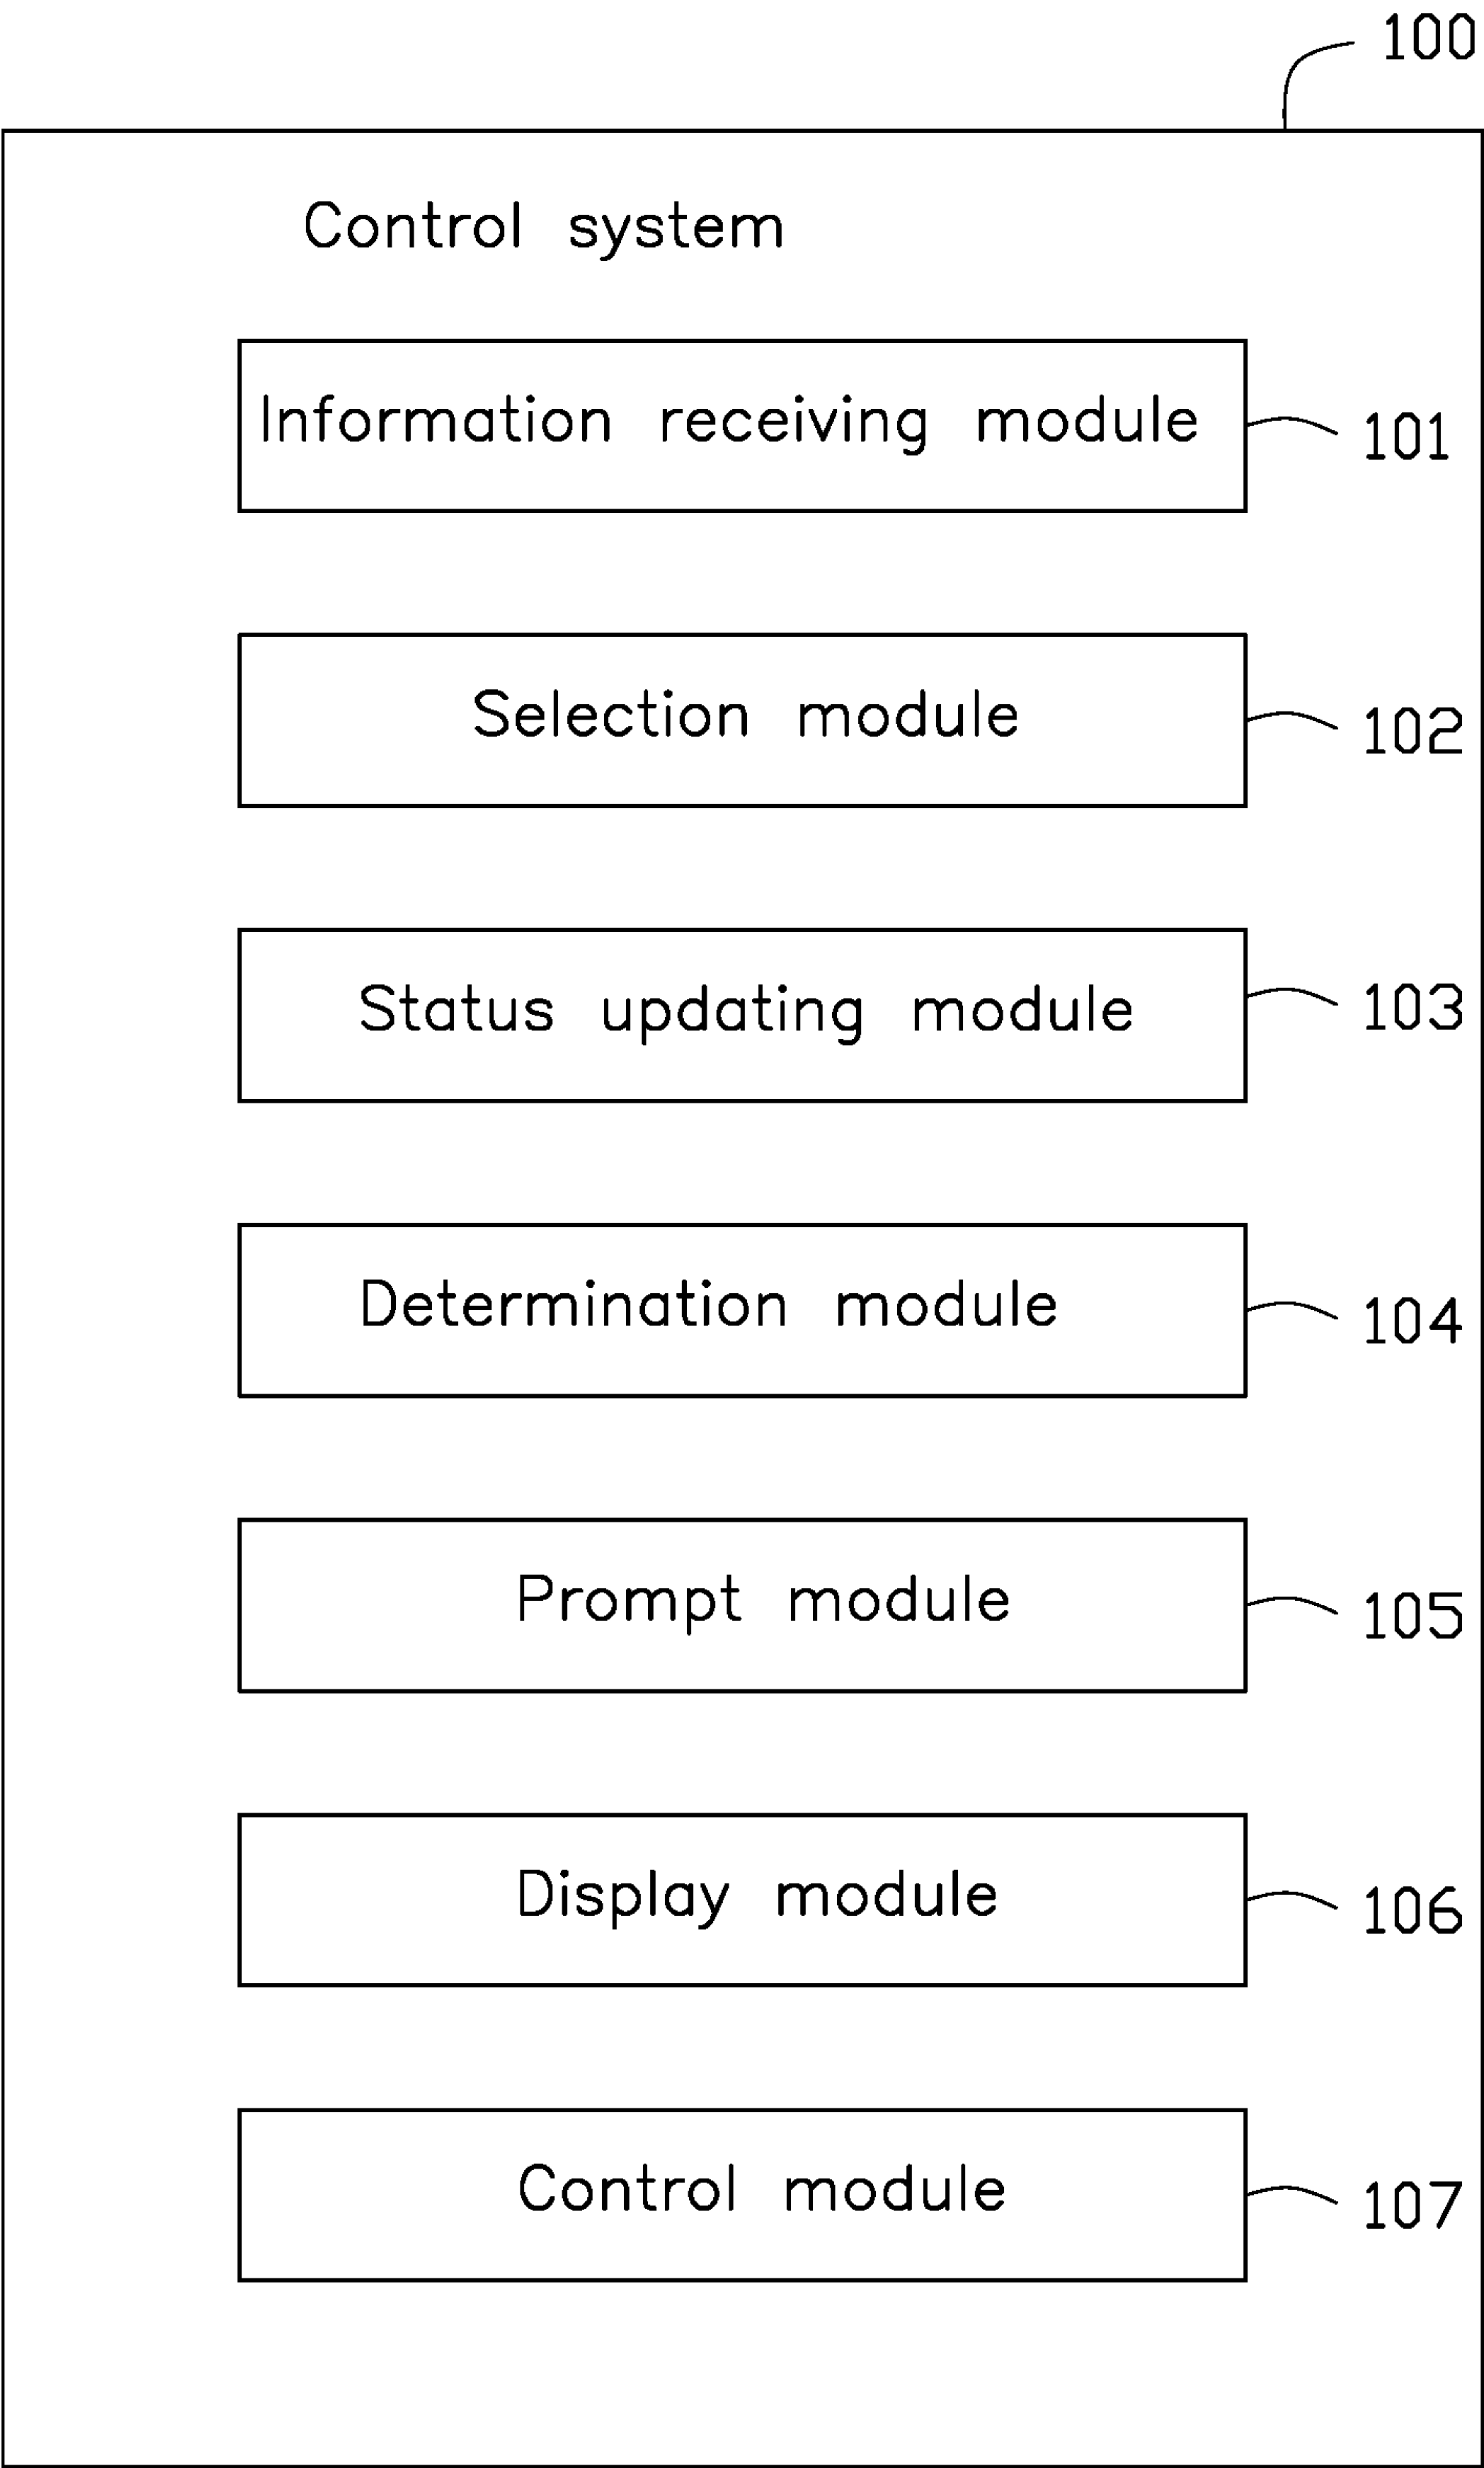 100
Control system
Information receiving module
101
Selection module
102
Status updating module
103
Determination module
104
Prompt module
105
Display module
106
Control module
107